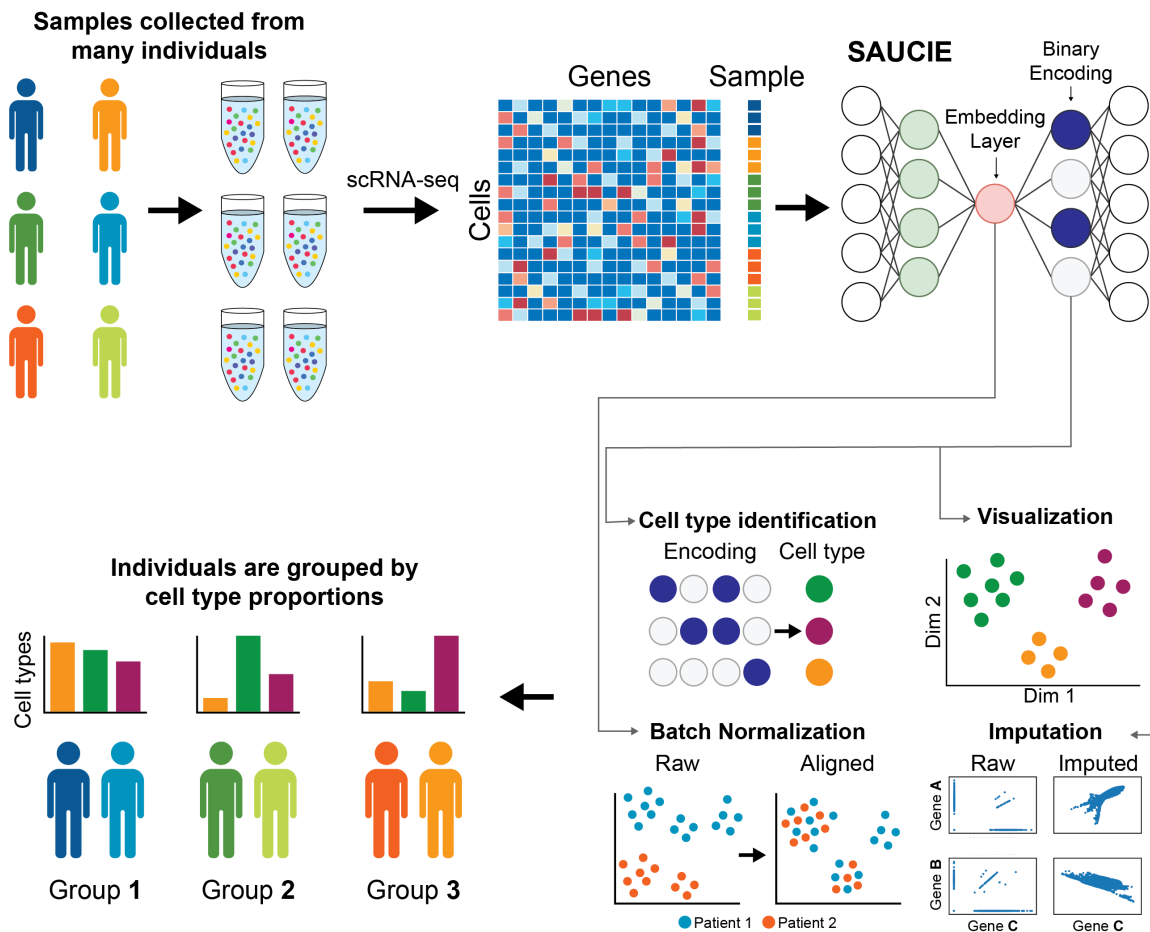 Samples collected from
many individuals
scRNA-seq
Genes
Sample
Cells
SAUCIE
Binary
Encoding
Embedding
Layer
Cell type identification
Encoding
Cell type
Visualization
Dim 2
Dim 1
Individuals are grouped by
cell type proportions
Cell types
Group 1
Group 2
Group 3
Batch Normalization
Raw
Aligned
Patient 1
Patient 2
Imputation
Raw
Imputed
Gene A
Gene B
Gene C
Gene C